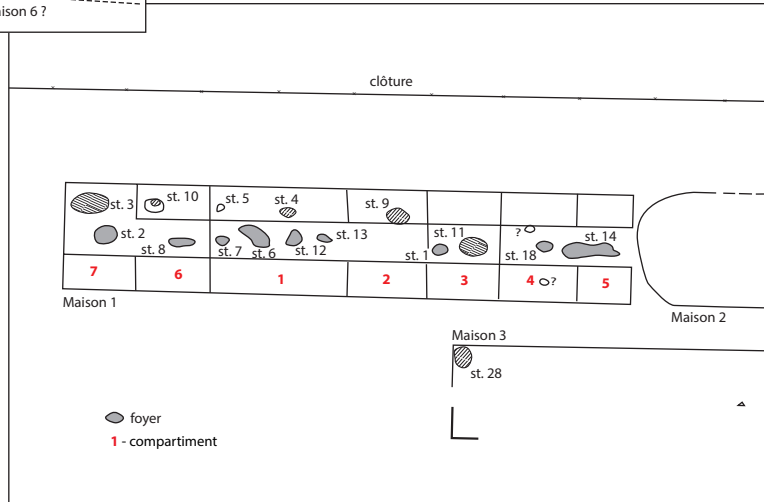 ison 6 ?
clôture
st. 3
st. 10
st. 5
st. 4
st. 9
st. 2
st. 8
st. 7
st. 6
st. 12
st. 13
st. 1
st. 11
?
st. 18
st. 14
7
6
1
2
3
4
?
5
Maison 1
Maison 2
Maison 3
st. 28
foyer
1 - compartiment